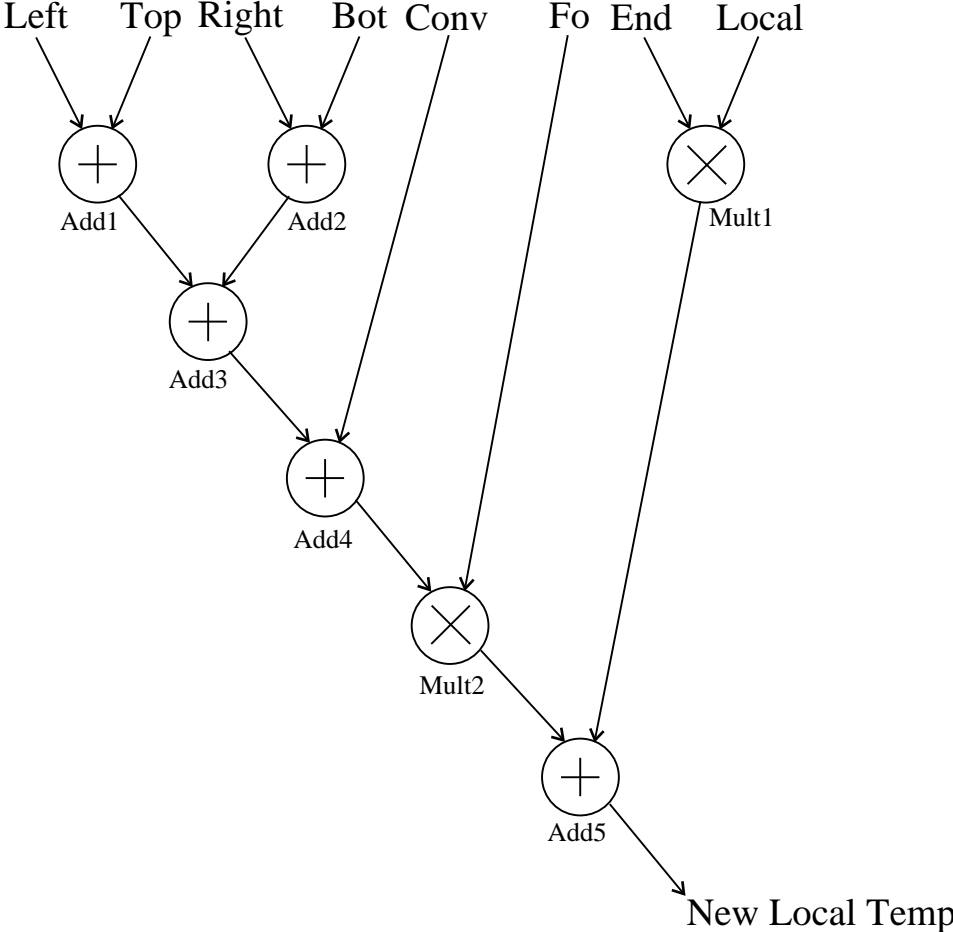 Left Top Right Bot Conv Fo End Local
Add1 Add2 Mult1
Add3
Add4
Mult2
Add5
New Local Temp